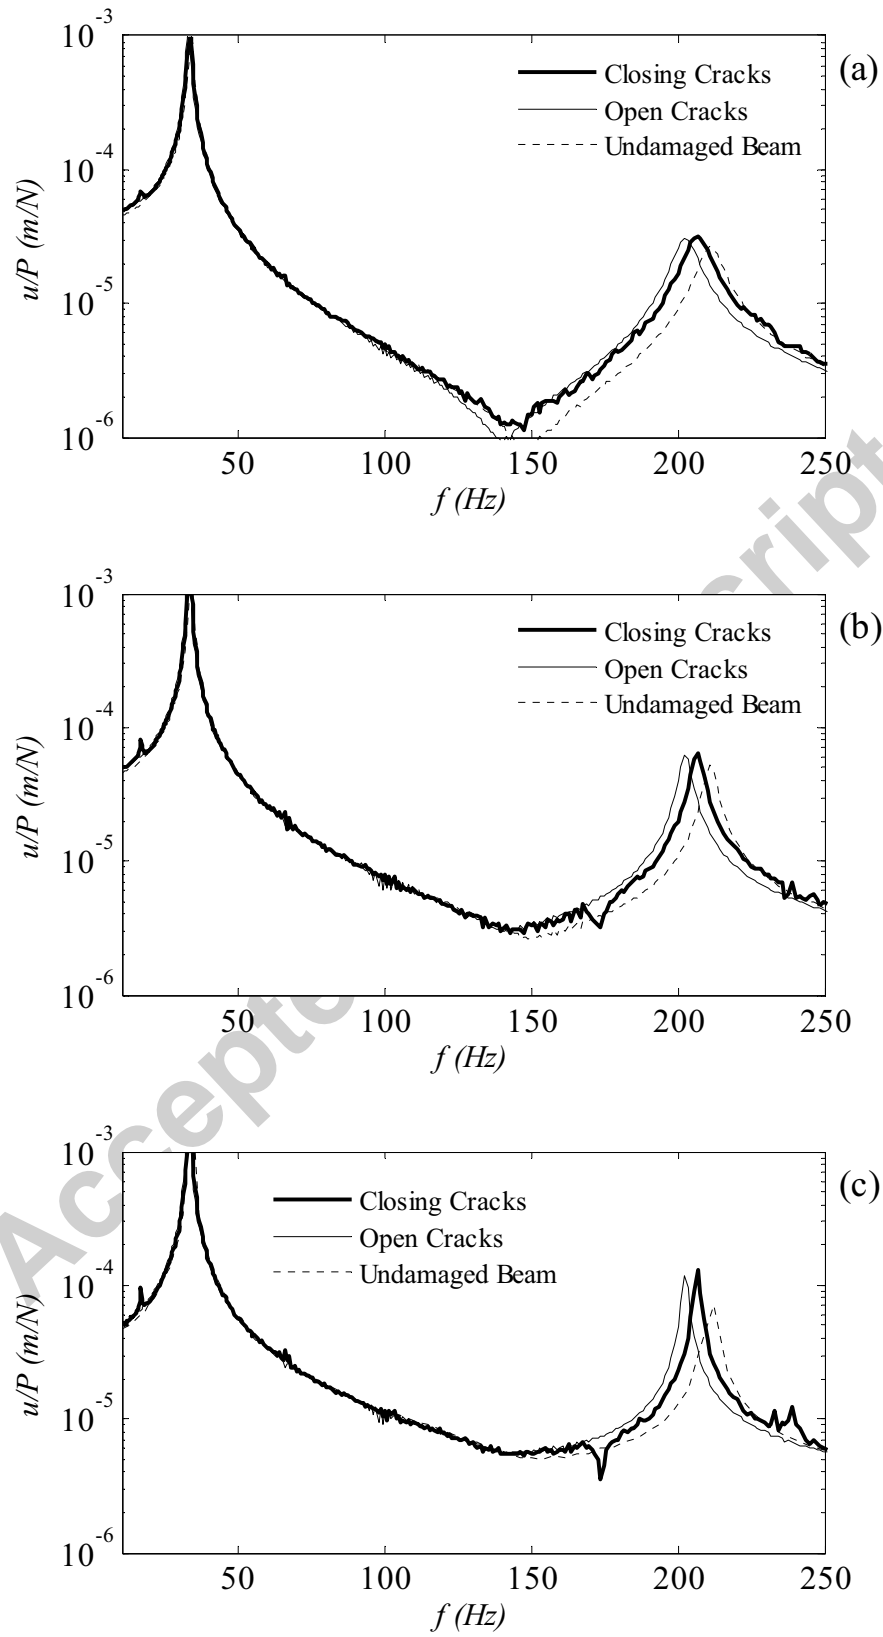 10^-3
(a)
Closing Cracks
Open Cracks
Undamaged Beam
10^-4
u/P (m/N)
10^-5
10^-6
50 100 150 200 250
f (Hz)
Accepted Manuscript
10^-3
(b)
Closing Cracks
Open Cracks
Undamaged Beam
10^-4
u/P (m/N)
10^-5
10^-6
50 100 150 200 250
f (Hz)
10^-3
(c)
Closing Cracks
Open Cracks
Undamaged Beam
10^-4
u/P (m/N)
10^-5
10^-6
50 100 150 200 250
f (Hz)